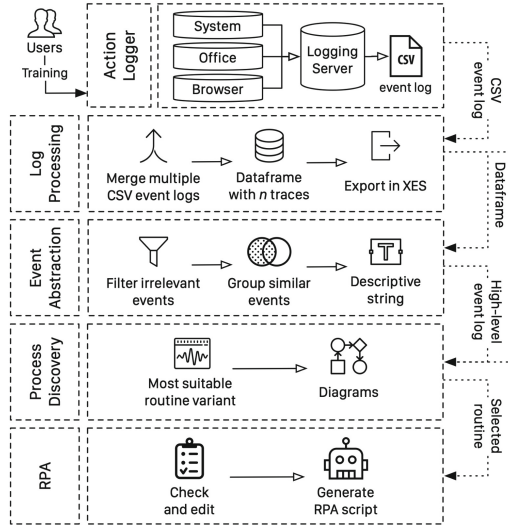 Users
Training
Action
Logger
System
Office
Browser
Logging
Server
CSV
event log
CSV
event log
Log
Processing
Merge multiple
CSV event logs
Dataframe
with n traces
Export in XES
Dataframe
Event
Abstraction
Filter irrelevant
events
Group similar
events
T
Descriptive
string
High-level
event log
Process
Discovery
Most suitable
routine variant
Diagrams
Selected
routine
RPA
Check
and edit
Generate
RPA script